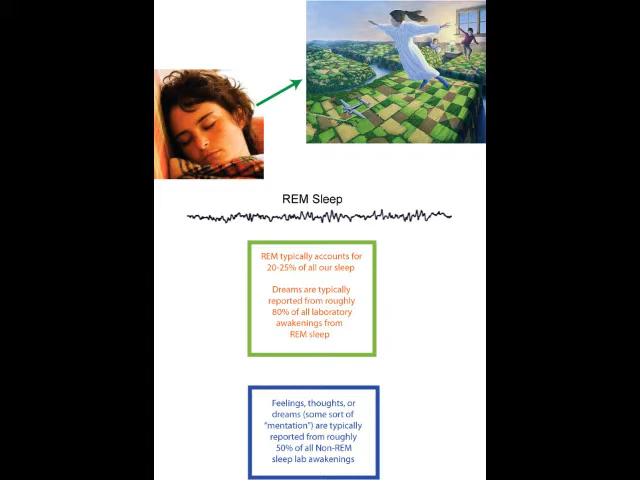 REM Sleep
REM typically accounts for
20-25% of all our sleep
Dreams are typically
reported from roughly
80% of all laboratory
awakenings from
REM sleep
Feelings, thoughts, or
dreams (some sort of
“mentation”) are typically
reported from roughly
50% of all Non-REM
sleep lab awakenings